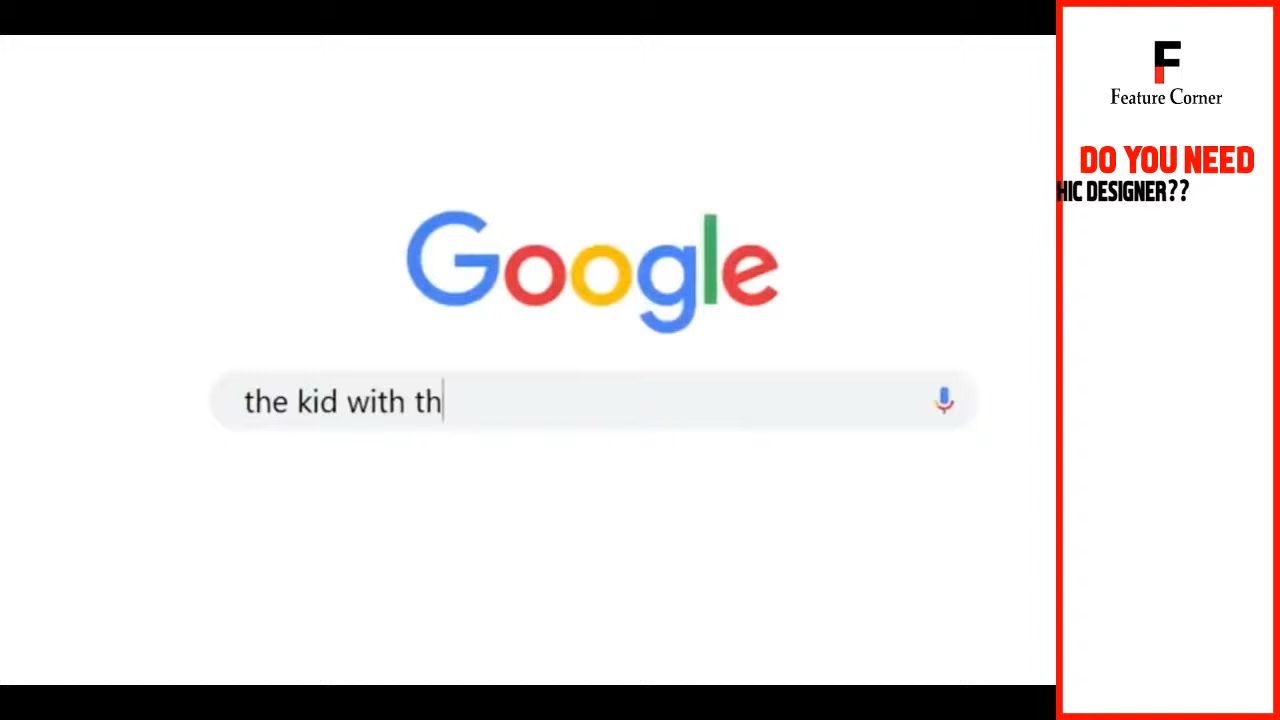 Google
the kid with th
F
Feature Corner
DO YOU NEED
HIC DESIGNER??